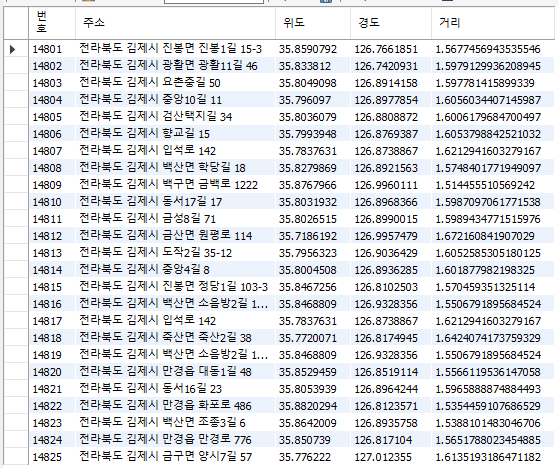 번호 주소 위도 경도 거리
14801 전라북도 김제시 진봉면 진봉1길 15-3 35.8590792 126.7661851 1.5677456943535546
14802 전라북도 김제시 광활면 광활11길 46 35.833812 126.7420931 1.5979129936208945
14803 전라북도 김제시 요촌중길 50 35.8049098 126.8914158 1.597781415899339
14804 전라북도 김제시 중앙10길 11 35.796097 126.8977854 1.6056034407145987
14805 전라북도 김제시 검산택지길 34 35.8036079 126.8808872 1.6006179684700497
14806 전라북도 김제시 향교길 15 35.7993948 126.8769387 1.6053798842521032
14807 전라북도 김제시 입석로 142 35.7837631 126.8738867 1.6212941603279167
14808 전라북도 김제시 백산면 학당길 18 35.8279869 126.8921563 1.5748401771949097
14809 전라북도 김제시 백구면 금백로 1222 35.8767966 126.9960111 1.514455510569242
14810 전라북도 김제시 동서17길 17 35.8031932 126.8968366 1.5987097061771538
14811 전라북도 김제시 금성8길 71 35.8026515 126.8990015 1.5989434771515976
14812 전라북도 김제시 금산면 원평로 114 35.7186192 126.9957479 1.672160841907029
14813 전라북도 김제시 도작2길 35-12 35.7956323 126.9036429 1.6052585305180125
14814 전라북도 김제시 중앙4길 8 35.8004508 126.8936285 1.601877982198325
14815 전라북도 김제시 진봉면 정당1길 103-3 35.8467256 126.8102503 1.570459351325114
14816 전라북도 김제시 백산면 소음방2길 1... 35.8468809 126.9328356 1.5506791895684524
14817 전라북도 김제시 입석로 142 35.7837631 126.8738867 1.6212941603279167
14818 전라북도 김제시 죽산면 죽산2길 38 35.7720071 126.8174945 1.6424074173759329
14819 전라북도 김제시 백산면 소음방2길 1... 35.8468809 126.9328356 1.5506791895684524
14820 전라북도 김제시 만경읍 대동1길 48 35.8529459 126.8519114 1.5566119536147058
14821 전라북도 김제시 동서16길 23 35.8053939 126.8964244 1.5965888874884493
14822 전라북도 김제시 만경읍 화포로 486 35.8820294 126.8123571 1.5354459107686529
14823 전라북도 김제시 백산면 조종3길 6 35.8642009 126.8935758 1.5388101483046706
14824 전라북도 김제시 만경읍 만경로 776 35.850739 126.817104 1.5651788023454885
14825 전라북도 김제시 금구면 양시7길 57 35.776222 127.012355 1.6135193186471182